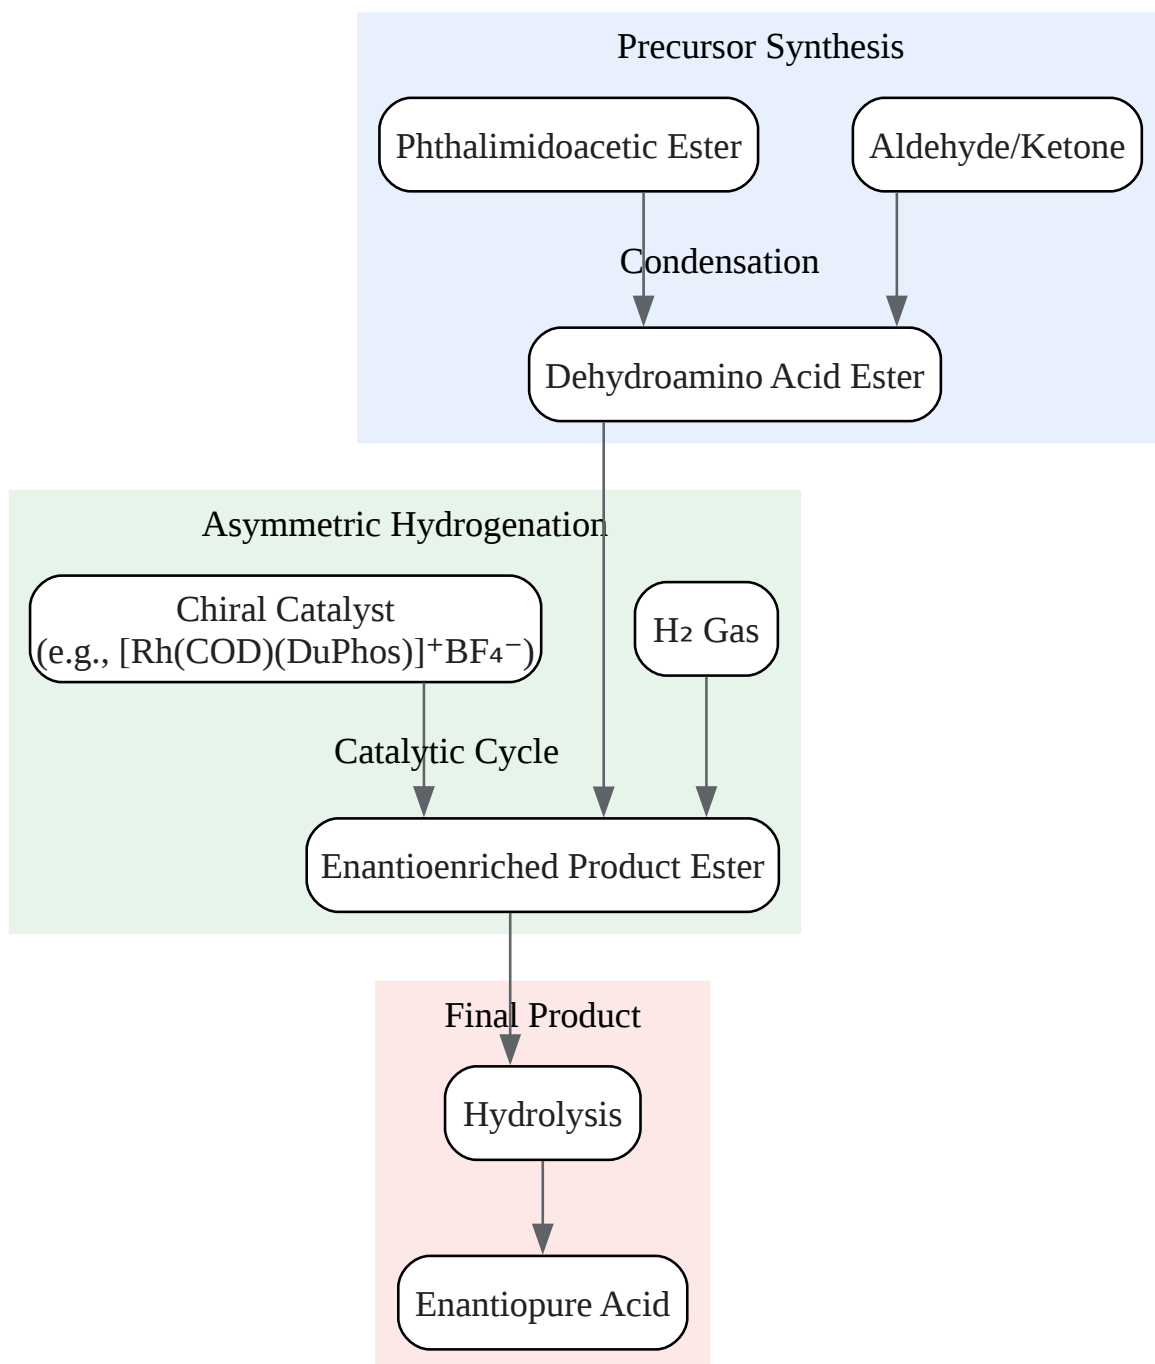 Precursor Synthesis
Phthalimidoacetic Ester
Aldehyde/Ketone
Condensation
Dehydroamino Acid Ester
Asymmetric Hydrogenation
Chiral Catalyst
(e.g., [Rh(COD)(DuPhos)]⁺BF₄⁻)
H₂ Gas
Catalytic Cycle
Enantioenriched Product Ester
Final Product
Hydrolysis
Enantiopure Acid